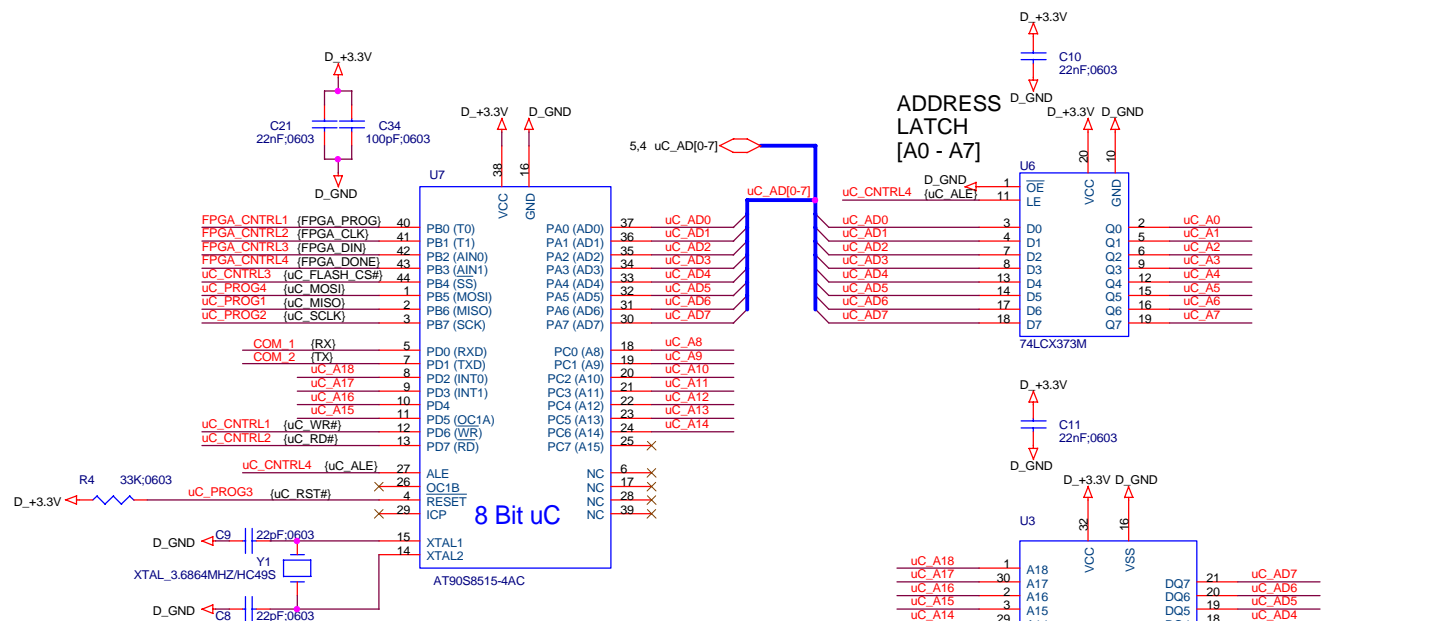 D_+3.3V
C21
22nF;0603
C34
100pF;0603
D_GND
D_+3.3V
D_GND
38
16
U7
VCC
GND
FPGA_CNTRL1 {FPGA_PROG} 40 PB0 (T0)
FPGA_CNTRL2 {FPGA_CLK} 41 PB1 (T1)
FPGA_CNTRL3 {FPGA_DIN} 42 PB2 (AIN0)
FPGA_CNTRL4 {FPGA_DONE} 43 PB3 (AIN1)
uC_CNTRL3 {uC_FLASH_CS#} 44 PB4 (SS)
uC_PROG4 {uC_MOSI} 1 PB5 (MOSI)
uC_PROG1 {uC_MISO} 2 PB6 (MISO)
uC_PROG2 {uC_SCLK} 3 PB7 (SCK)
COM_1 {RX} 5 PD0 (RXD)
COM_2 {TX} 7 PD1 (TXD)
uC_A18 8 PD2 (INT0)
uC_A17 9 PD3 (INT1)
uC_A16 10 PD4
uC_A15 11 PD5 (OC1A)
uC_CNTRL1 {uC_WR#} 12 PD6 (WR)
uC_CNTRL2 {uC_RD#} 13 PD7 (RD)
uC_CNTRL4 {uC_ALE} 27 ALE
26 OC1B
R4 33K;0603
D_+3.3V
uC_PROG3 {uC_RST#} 4 RESET
29 ICP
15 XTAL1
14 XTAL2
D_GND C9 22pF;0603
Y1
XTAL_3.6864MHZ/HC49S
D_GND C8 22pF;0603
PA0 (AD0) 37 uC_AD0
PA1 (AD1) 36 uC_AD1
PA2 (AD2) 35 uC_AD2
PA3 (AD3) 34 uC_AD3
PA4 (AD4) 33 uC_AD4
PA5 (AD5) 32 uC_AD5
PA6 (AD6) 31 uC_AD6
PA7 (AD7) 30 uC_AD7
PC0 (A8) 18 uC_A8
PC1 (A9) 19 uC_A9
PC2 (A10) 20 uC_A10
PC3 (A11) 21 uC_A11
PC4 (A12) 22 uC_A12
PC5 (A13) 23 uC_A13
PC6 (A14) 24 uC_A14
PC7 (A15) 25
NC 6
NC 17
NC 28
NC 39
8 Bit uC
AT90S8515-4AC
5,4 uC_AD[0-7]
uC_AD[0-7]
D_+3.3V
C10
22nF;0603
D_GND
ADDRESS
LATCH
[A0 - A7]
D_+3.3V
D_GND
20
10
U6
VCC
GND
D_GND 1 OE
uC_CNTRL4 {uC_ALE} 11 LE
uC_AD0 3 D0 Q0 2 uC_A0
uC_AD1 4 D1 Q1 5 uC_A1
uC_AD2 7 D2 Q2 6 uC_A2
uC_AD3 8 D3 Q3 9 uC_A3
uC_AD4 13 D4 Q4 12 uC_A4
uC_AD5 14 D5 Q5 15 uC_A5
uC_AD6 17 D6 Q6 16 uC_A6
uC_AD7 18 D7 Q7 19 uC_A7
74LCX373M
D_+3.3V
C11
22nF;0603
D_GND
D_+3.3V
D_GND
32
16
U3
VCC
VSS
uC_A18 1 A18
uC_A17 30 A17
uC_A16 2 A16
uC_A15 3 A15
uC_A14 29
DQ7 21 uC_AD7
DQ6 20 uC_AD6
DQ5 19 uC_AD5
18 uC_AD4